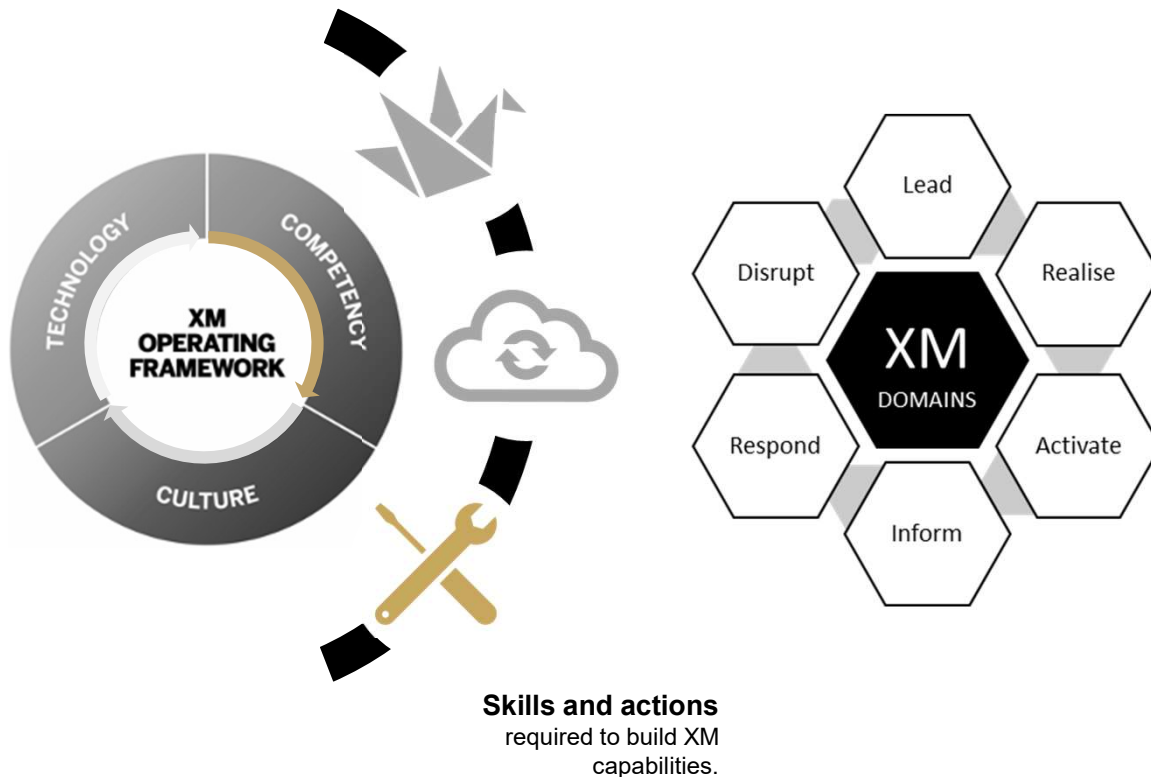 TECHNOLOGY
COMPETENCY
CULTURE
XM
OPERATING
FRAMEWORK
Lead
Realise
Activate
Inform
Respond
Disrupt
XM
DOMAINS
Skills and actions
required to build XM
capabilities.